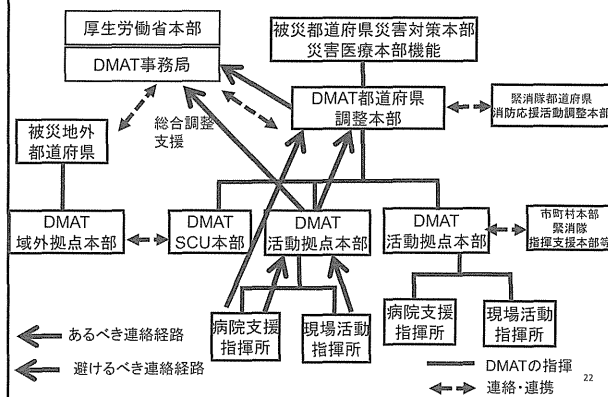 厚生労働省本部
DMAT事務局
被災都道府県災害対策本部
災害医療本部機能
DMAT都道府県
調整本部
緊消隊都道府県
消防応援活動調整本部
総合調整
支援
被災地外
都道府県
DMAT
域外拠点本部
DMAT
SCU本部
DMAT
活動拠点本部
DMAT
活動拠点本部
市町村本部
緊消隊
指揮支援本部等
病院支援
指揮所
現場活動
指揮所
病院支援
指揮所
現場活動
指揮所
あるべき連絡経路
避けるべき連絡経路
DMATの指揮
連絡・連携
22